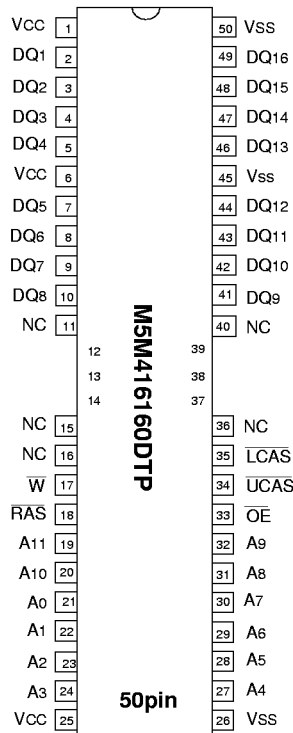 VCC 1 50 VSS
DQ1 2 49 DQ16
DQ2 3 48 DQ15
DQ3 4 47 DQ14
DQ4 5 46 DQ13
VCC 6 45 VSS
DQ5 7 44 DQ12
DQ6 8 43 DQ11
DQ7 9 42 DQ10
DQ8 10 41 DQ9
NC 11 40 NC
12 39
13 38
14 37
M5M416160DTP
NC 15 36 NC
NC 16 35 L̅C̅A̅S̅
W̅ 17 34 U̅C̅A̅S̅
R̅A̅S̅ 18 33 O̅E̅
A11 19 32 A9
A10 20 31 A8
A0 21 30 A7
A1 22 29 A6
A2 23 28 A5
A3 24 27 A4
VCC 25 26 VSS
50pin